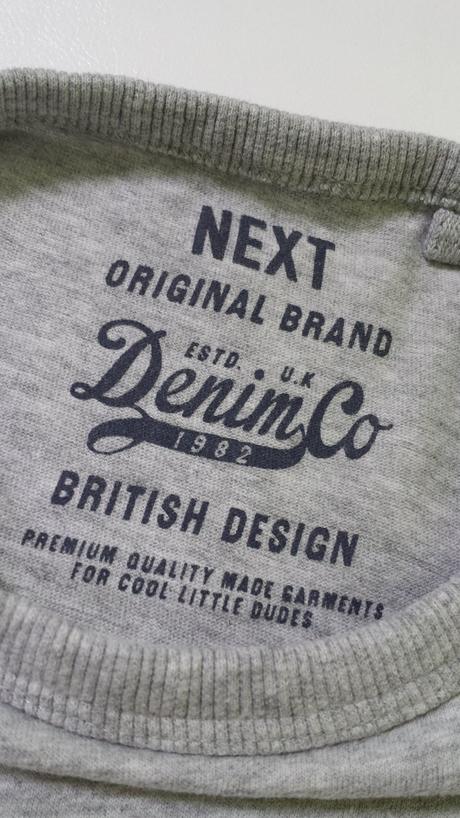 NEXT
ORIGINAL BRAND
ESTD. U.K
DenimCo
1982
BRITISH DESIGN
PREMIUM QUALITY MADE GARMENTS
FOR COOL LITTLE DUDES